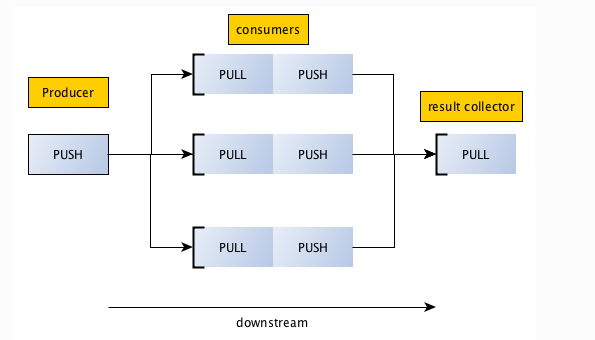 consumers
PULL PUSH
Producer
result collector
PUSH
PULL PUSH
PULL
PULL PUSH
downstream